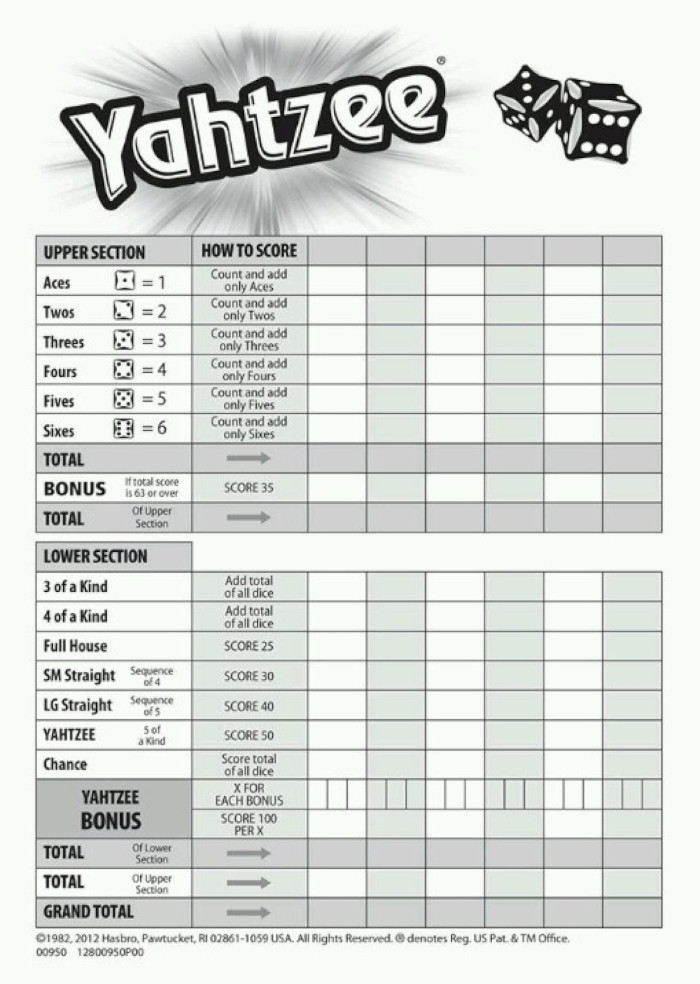 Yahtzee®
UPPER SECTION HOW TO SCORE
Aces = 1 Count and add
only Aces
Twos = 2 Count and add
only Twos
Threes = 3 Count and add
only Threes
Fours = 4 Count and add
only Fours
Fives = 5 Count and add
only Fives
Sixes = 6 Count and add
only Sixes
TOTAL
BONUS If total score
is 63 or over SCORE 35
TOTAL Of Upper
Section
LOWER SECTION
3 of a Kind Add total
of all dice
4 of a Kind Add total
of all dice
Full House SCORE 25
SM Straight Sequence
of 4 SCORE 30
LG Straight Sequence
of 5 SCORE 40
YAHTZEE 5 of
a Kind SCORE 50
Chance Score total
of all dice
YAHTZEE
BONUS
X FOR
EACH BONUS
SCORE 100
PER X
TOTAL Of Lower
Section
TOTAL Of Upper
Section
GRAND TOTAL
©1982, 2012 Hasbro, Pawtucket, RI 02861-1059 USA. All Rights Reserved. ® denotes Reg. US Pat. & TM Office.
00950 12800950P00